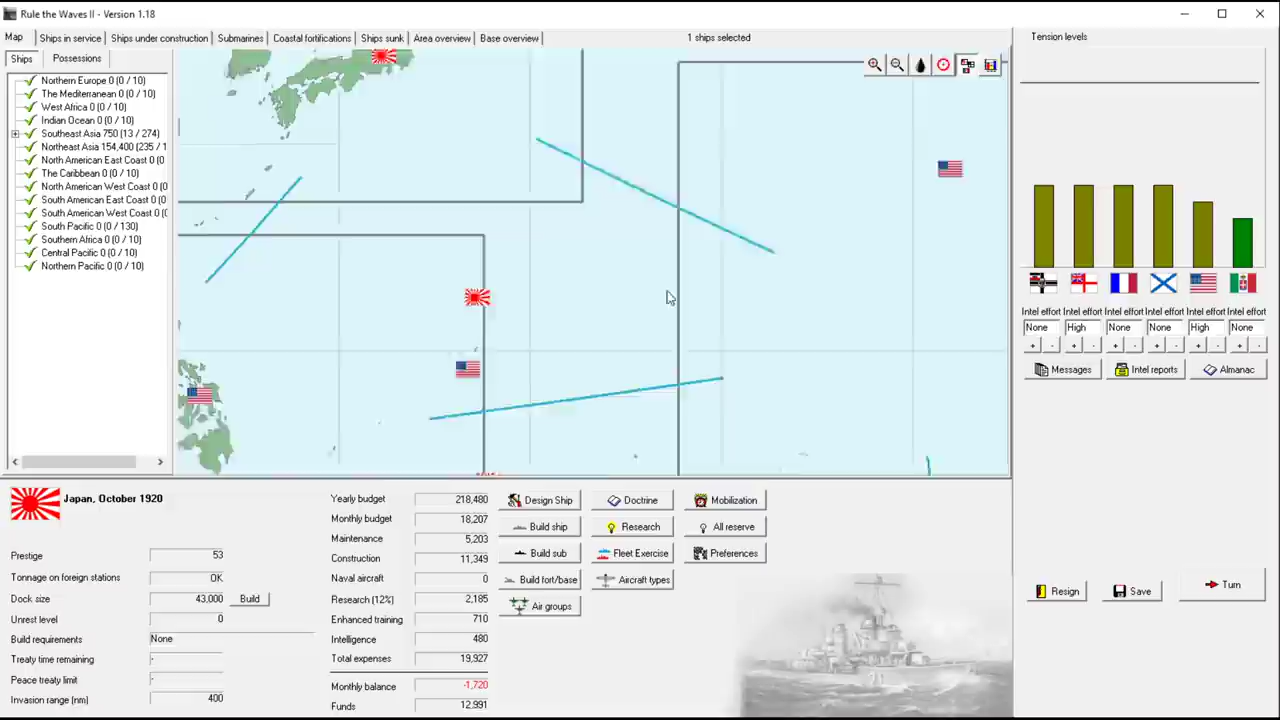 Rule the Waves II - Version 1.18
Map
Ships in service
Ships under construction
Submarines
Coastal fortifications
Ships sunk
Area overview
Base overview
1 ships selected
Tension levels
Ships
Possessions
Northern Europe 0 (0 / 10)
The Mediterranean 0 (0 / 10)
West Africa 0 (0 / 10)
Indian Ocean 0 (0 / 10)
Southeast Asia 750 (13 / 274)
Northeast Asia 154,400 (235 / 1
North American East Coast 0 (0
The Caribbean 0 (0 / 10)
North American West Coast 0 (0
South American East Coast 0 (0
South American West Coast 0 (0
South Pacific 0 (0 / 130)
Southern Africa 0 (0 / 10)
Central Pacific 0 (0 / 10)
Northern Pacific 0 (0 / 10)
Intel effort Intel effort Intel effort Intel effort Intel effort Intel effort
None High None None High None
+ - + - + - + - + - + -
Messages
Intel reports
Almanac
Japan, October 1920
Prestige 53
Tonnage on foreign stations OK
Dock size 43,000 Build
Unrest level 0
Build requirements None
Treaty time remaining -
Peace treaty limit -
Invasion range (nm) 400
Yearly budget 218,480
Monthly budget 18,207
Maintenance 5,203
Construction 11,349
Naval aircraft 0
Research (12%) 2,185
Enhanced training 710
Intelligence 480
Total expenses 19,927
Monthly balance -1,720
Funds 12,991
Design Ship
Doctrine
Mobilization
Build ship
Research
All reserve
Build sub
Fleet Exercise
Preferences
Build fort/base
Aircraft types
Air groups
Resign
Save
Turn